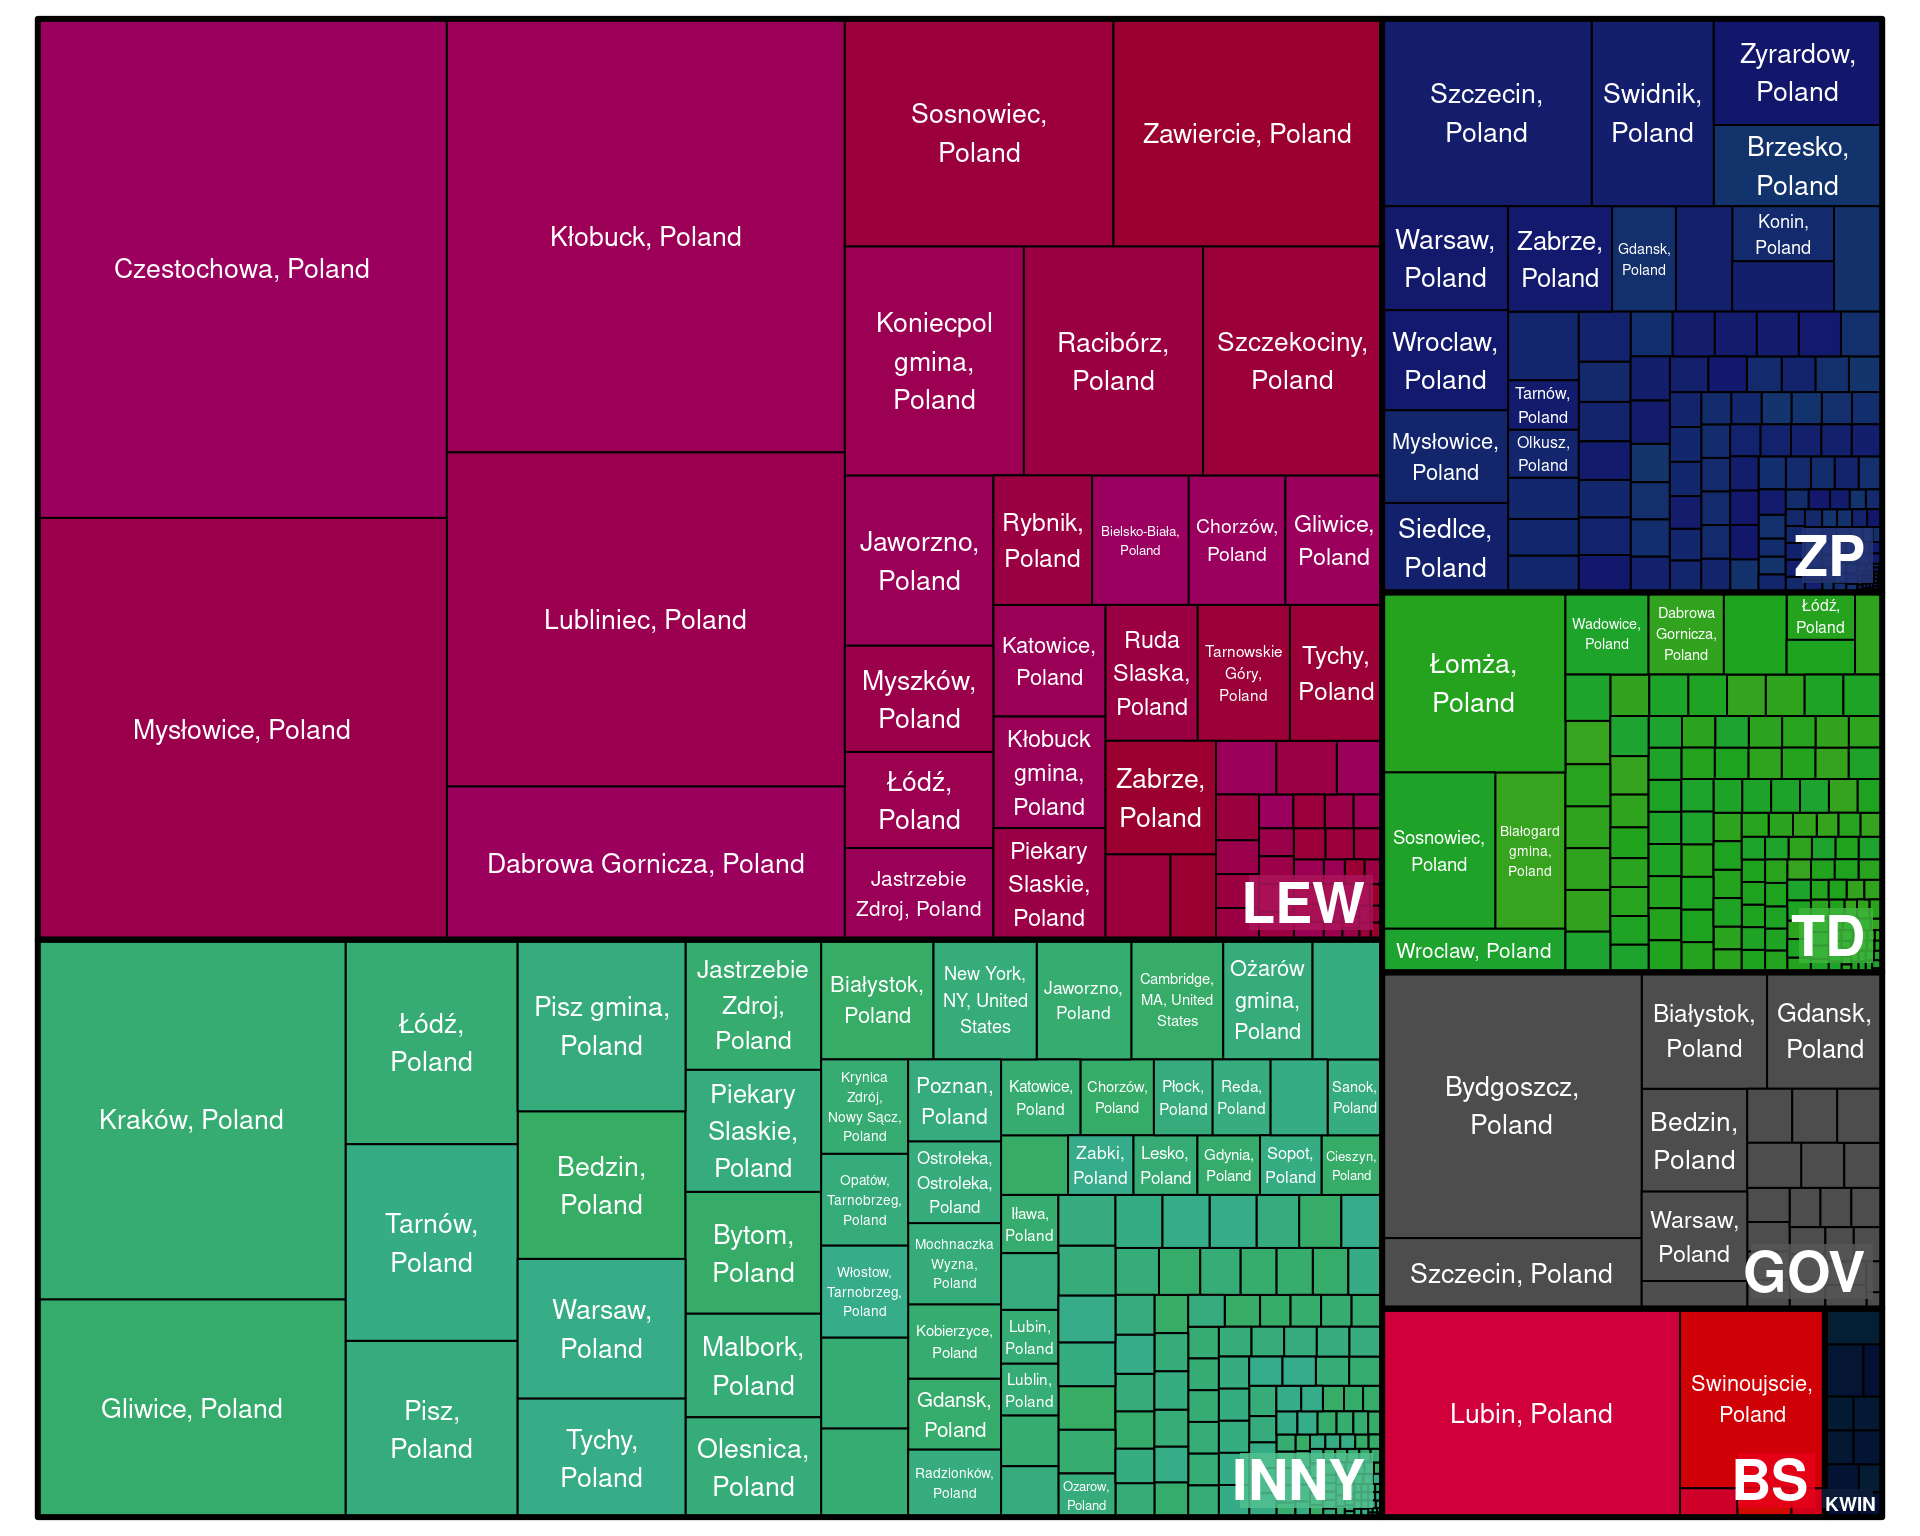 Czestochowa, Poland
Mysłowice, Poland
Kłobuck, Poland
Lubliniec, Poland
Dabrowa Gornicza, Poland
Sosnowiec,
Poland
Zawiercie, Poland
Koniecpol
gmina,
Poland
Racibórz,
Poland
Szczekociny,
Poland
Jaworzno,
Poland
Myszków,
Poland
Łódź,
Poland
Jastrzebie
Zdroj, Poland
Rybnik,
Poland
Bielsko-Biała,
Poland
Chorzów,
Poland
Gliwice,
Poland
Katowice,
Poland
Kłobuck
gmina,
Poland
Piekary
Slaskie,
Poland
Ruda
Slaska,
Poland
Tarnowskie
Góry,
Poland
Tychy,
Poland
Zabrze,
Poland
LEW
Szczecin,
Poland
Swidnik,
Poland
Zyrardow,
Poland
Brzesko,
Poland
Warsaw,
Poland
Zabrze,
Poland
Gdansk,
Poland
Konin,
Poland
Wroclaw,
Poland
Mysłowice,
Poland
Siedlce,
Poland
Tarnów,
Poland
Olkusz,
Poland
ZP
Łomża,
Poland
Wadowice,
Poland
Dabrowa
Gornicza,
Poland
Łódź,
Poland
Sosnowiec,
Poland
Białogard
gmina,
Poland
Wroclaw, Poland
TD
Bydgoszcz,
Poland
Szczecin, Poland
Białystok,
Poland
Gdansk,
Poland
Bedzin,
Poland
Warsaw,
Poland
GOV
Lubin, Poland
Swinoujscie,
Poland
BS
KWIN
Kraków, Poland
Gliwice, Poland
Łódź,
Poland
Tarnów,
Poland
Pisz,
Poland
Pisz gmina,
Poland
Bedzin,
Poland
Warsaw,
Poland
Tychy,
Poland
Jastrzebie
Zdroj,
Poland
Piekary
Slaskie,
Poland
Bytom,
Poland
Malbork,
Poland
Olesnica,
Poland
Białystok,
Poland
New York,
NY, United
States
Jaworzno,
Poland
Cambridge,
MA, United
States
Ożarów
gmina,
Poland
Krynica
Zdrój,
Nowy Sącz,
Poland
Opatów,
Tarnobrzeg,
Poland
Włostow,
Tarnobrzeg,
Poland
Poznan,
Poland
Ostrołeka,
Ostroleka,
Poland
Mochnaczka
Wyzna,
Poland
Kobierzyce,
Poland
Gdansk,
Poland
Radzionków,
Poland
Katowice,
Poland
Chorzów,
Poland
Płock,
Poland
Reda,
Poland
Sanok,
Poland
Zabki,
Poland
Lesko,
Poland
Gdynia,
Poland
Sopot,
Poland
Cieszyn,
Poland
Iława,
Poland
Lubin,
Poland
Lublin,
Poland
Ozarow,
Poland
INNY